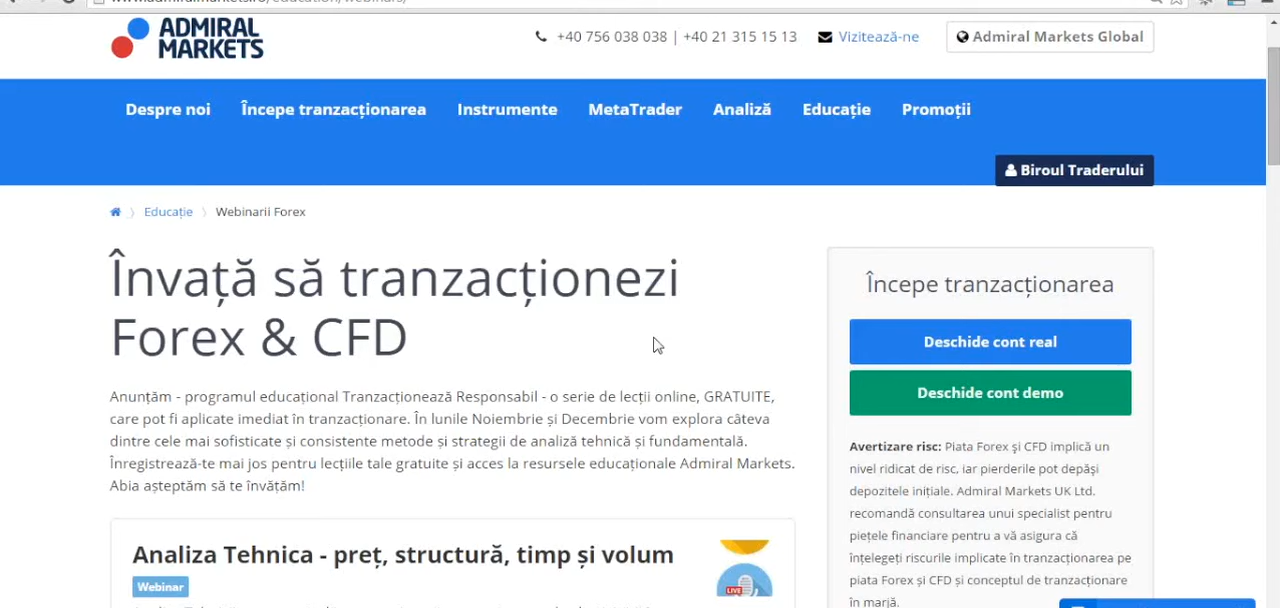 ADMIRAL
MARKETS
+40 756 038 038 | +40 21 315 15 13
Vizitează-ne
Admiral Markets Global
Despre noi
Începe tranzacționarea
Instrumente
MetaTrader
Analiză
Educație
Promoții
Biroul Traderului
Educație
Webinarii Forex
Învață să tranzacționezi
Forex & CFD
Anunțăm - programul educațional Tranzacționează Responsabil - o serie de lecții online, GRATUITE,
care pot fi aplicate imediat în tranzacționare. În lunile Noiembrie și Decembrie vom explora câteva
dintre cele mai sofisticate și consistente metode și strategii de analiză tehnică și fundamentală.
Înregistrează-te mai jos pentru lecțiile tale gratuite și acces la resursele educaționale Admiral Markets.
Abia așteptăm să te învățăm!
Analiza Tehnica - preț, structură, timp și volum
Webinar
LIVE
Începe tranzacționarea
Deschide cont real
Deschide cont demo
Avertizare risc: Piata Forex şi CFD implică un
nivel ridicat de risc, iar pierderile pot depăşi
depozitele inițiale. Admiral Markets UK Ltd.
recomandă consultarea unui specialist pentru
piețele financiare pentru a vă asigura că
înțelegeți riscurile implicate în tranzacționarea pe
piata Forex şi CFD și conceptul de tranzacționare
în marjă.